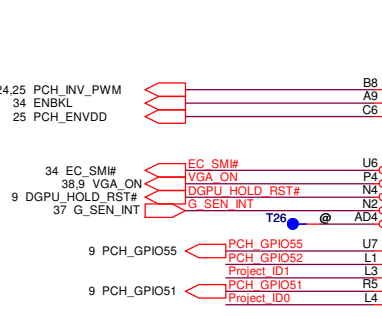 24,25 PCH_INV_PWM B8
34 ENBKL A9
25 PCH_ENVDD C6
34 EC_SMI# EC_SMI# U6
38,9 VGA_ON VGA_ON P4
9 DGPU_HOLD_RST# DGPU_HOLD_RST# N4
37 G_SEN_INT G_SEN_INT N2
T26 @ AD4
9 PCH_GPIO55 PCH_GPIO55 U7
PCH_GPIO52 L1
Project_ID1 L3
9 PCH_GPIO51 PCH_GPIO51 R5
Project_ID0 L4